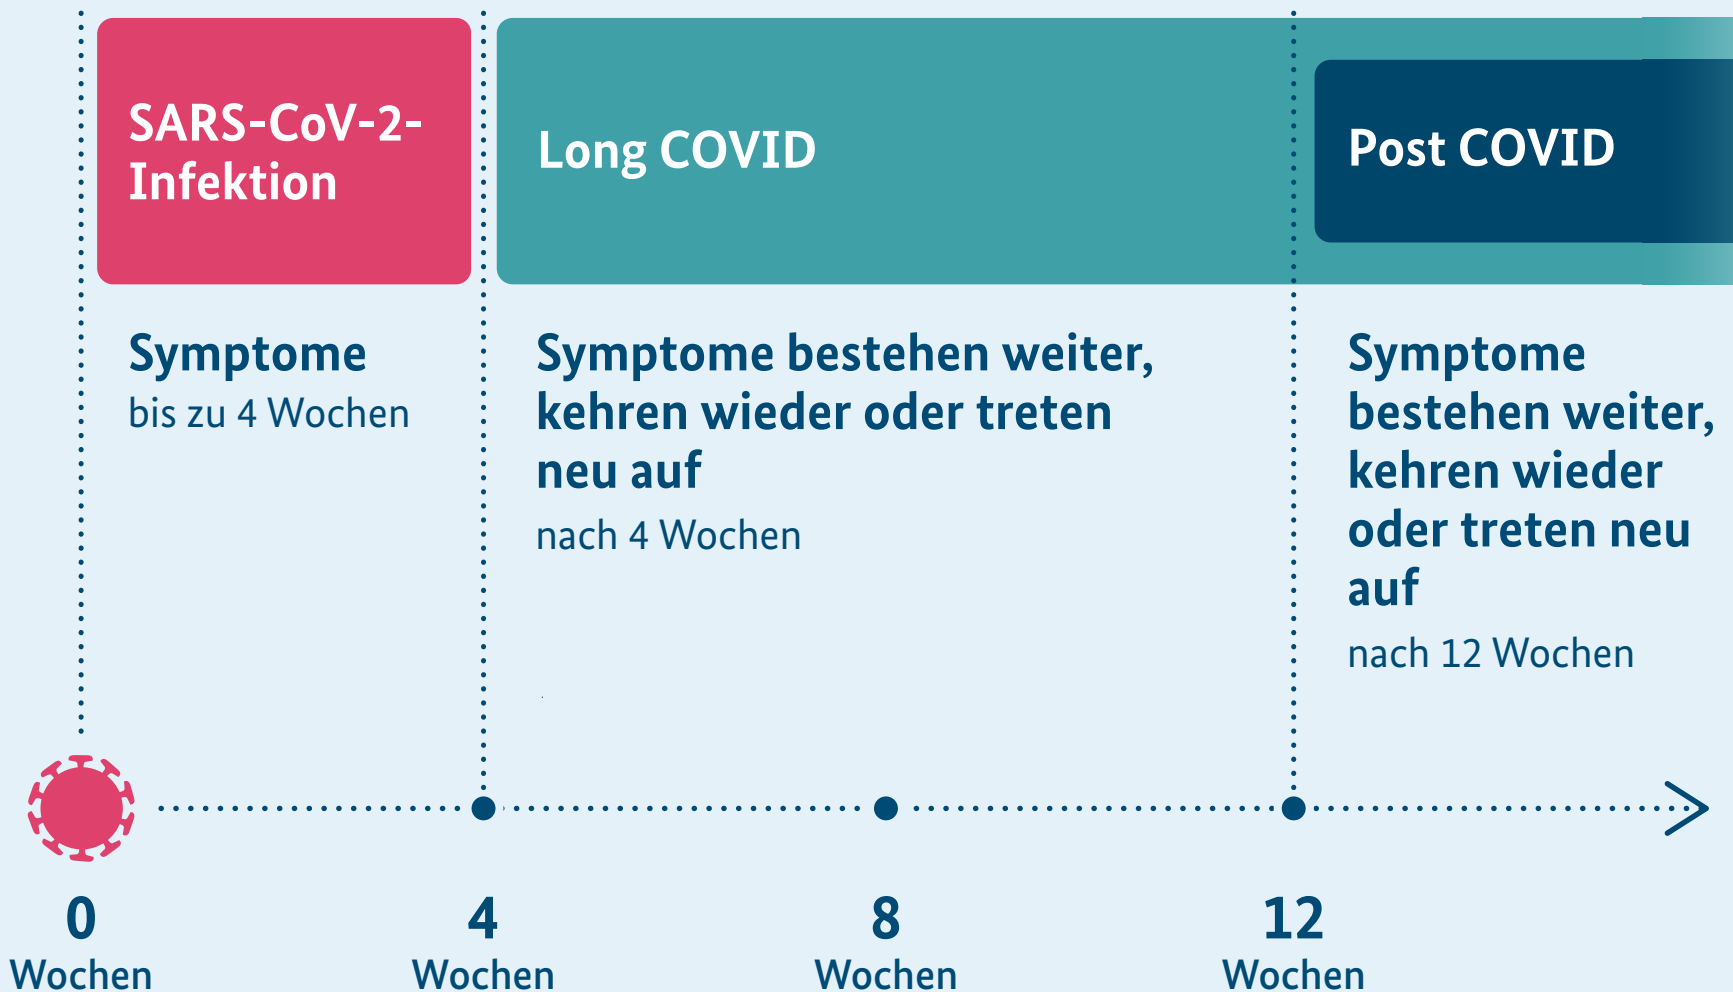 SARS-CoV-2-
Infektion
Long COVID
Post COVID
Symptome
bis zu 4 Wochen
Symptome bestehen weiter,
kehren wieder oder treten
neu auf
nach 4 Wochen
Symptome
bestehen weiter,
kehren wieder
oder treten neu
auf
nach 12 Wochen
0
Wochen
4
Wochen
8
Wochen
12
Wochen